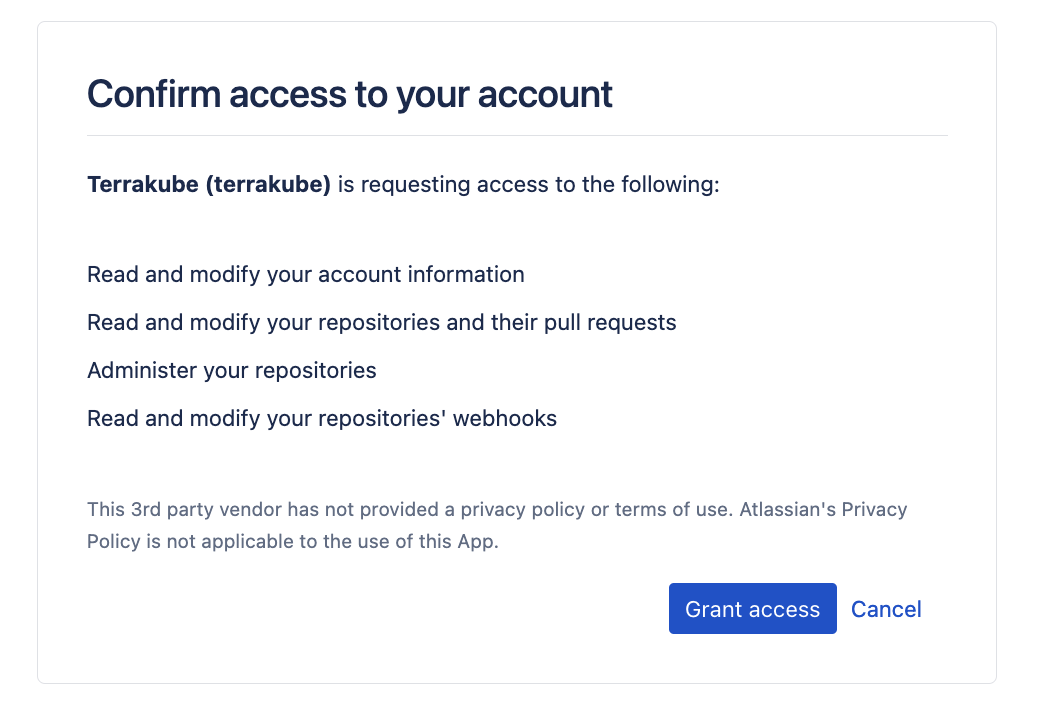 Confirm access to your account
Terrakube (terrakube) is requesting access to the following:
Read and modify your account information
Read and modify your repositories and their pull requests
Administer your repositories
Read and modify your repositories' webhooks
This 3rd party vendor has not provided a privacy policy or terms of use. Atlassian's Privacy
Policy is not applicable to the use of this App.
Grant access Cancel